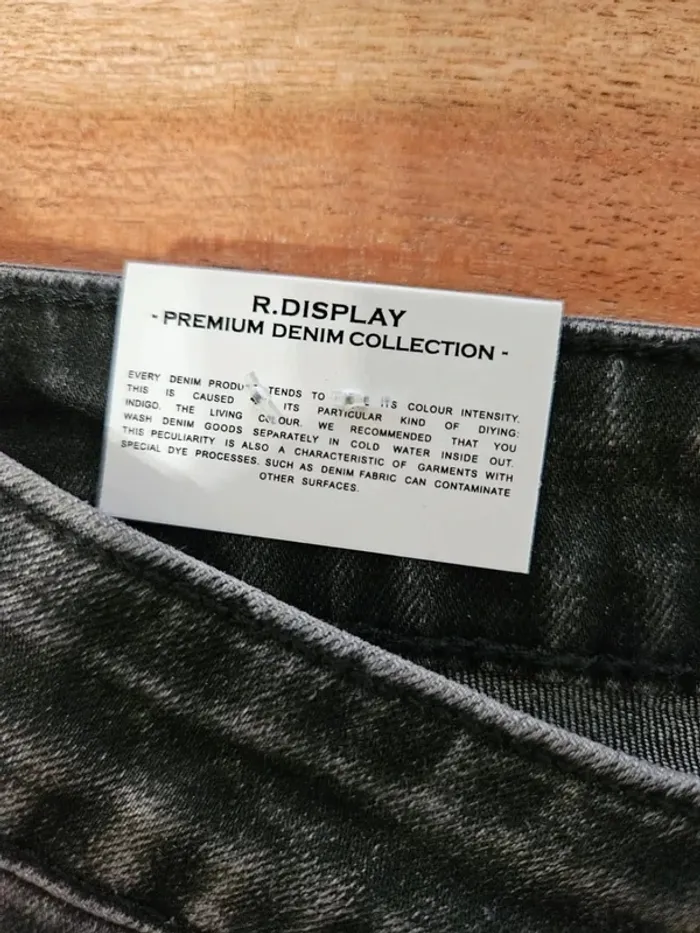 R.DISPLAY
- PREMIUM DENIM COLLECTION -
EVERY DENIM TENDS TO ITS COLOUR INTENSITY.
THIS IS CAUSED ITS PARTICULAR KIND OF DIYING:
INDIGO. THE LIVING COLOUR. WE RECOMMENDED THAT YOU
WASH DENIM GOODS SEPARATELY IN COLD WATER INSIDE OUT.
THIS PECULIARITY IS ALSO A CHARACTERISTIC OF GARMENTS WITH
SPECIAL DYE PROCESSES. SUCH AS DENIM FABRIC CAN CONTAMINATE
OTHER SURFACES.